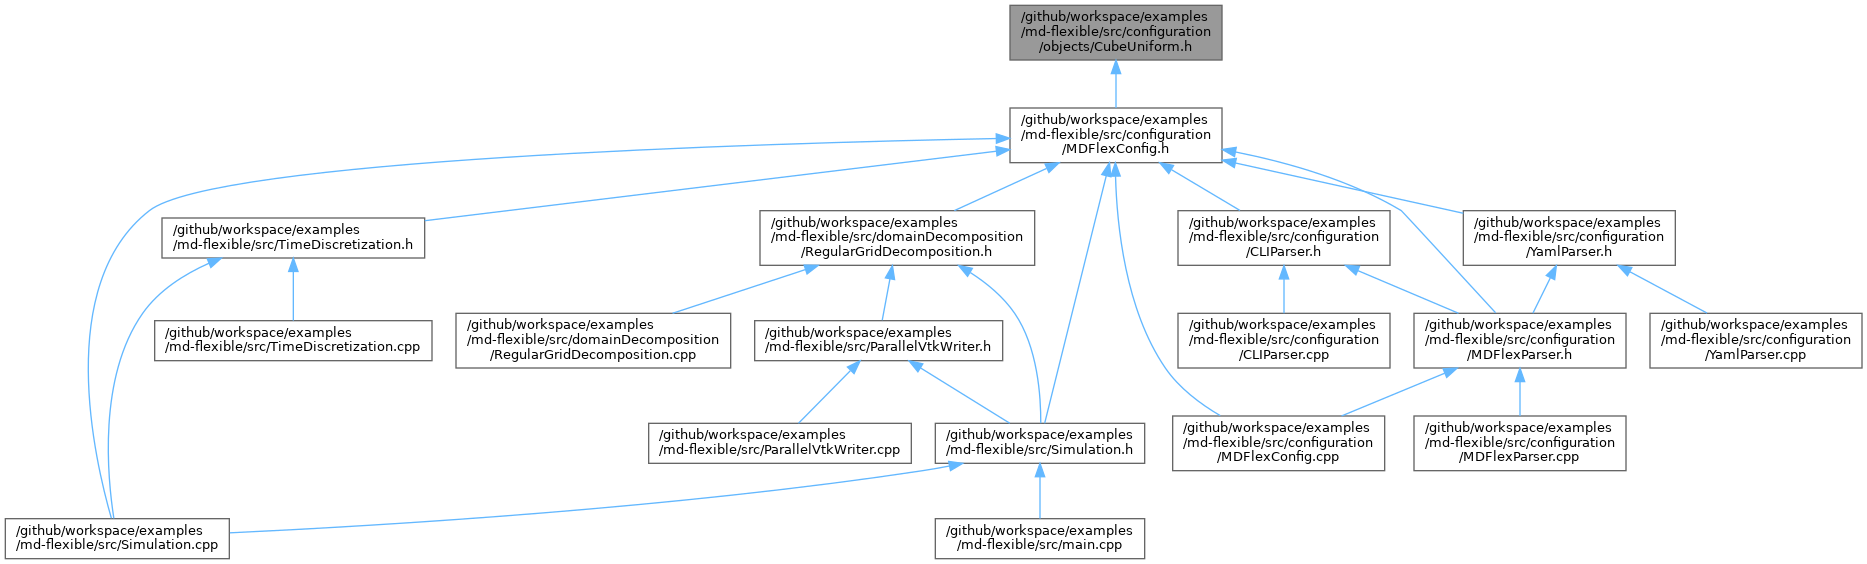 /github/workspace/examples
/md-flexible/src/configuration
/objects/CubeUniform.h
/github/workspace/examples
/md-flexible/src/configuration
/MDFlexConfig.h
/github/workspace/examples
/md-flexible/src/TimeDiscretization.h
/github/workspace/examples
/md-flexible/src/domainDecomposition
/RegularGridDecomposition.h
/github/workspace/examples
/md-flexible/src/configuration
/CLIParser.h
/github/workspace/examples
/md-flexible/src/configuration
/YamlParser.h
/github/workspace/examples
/md-flexible/src/TimeDiscretization.cpp
/github/workspace/examples
/md-flexible/src/domainDecomposition
/RegularGridDecomposition.cpp
/github/workspace/examples
/md-flexible/src/ParallelVtkWriter.h
/github/workspace/examples
/md-flexible/src/configuration
/CLIParser.cpp
/github/workspace/examples
/md-flexible/src/configuration
/MDFlexParser.h
/github/workspace/examples
/md-flexible/src/configuration
/YamlParser.cpp
/github/workspace/examples
/md-flexible/src/ParallelVtkWriter.cpp
/github/workspace/examples
/md-flexible/src/Simulation.h
/github/workspace/examples
/md-flexible/src/configuration
/MDFlexConfig.cpp
/github/workspace/examples
/md-flexible/src/configuration
/MDFlexParser.cpp
/github/workspace/examples
/md-flexible/src/Simulation.cpp
/github/workspace/examples
/md-flexible/src/main.cpp